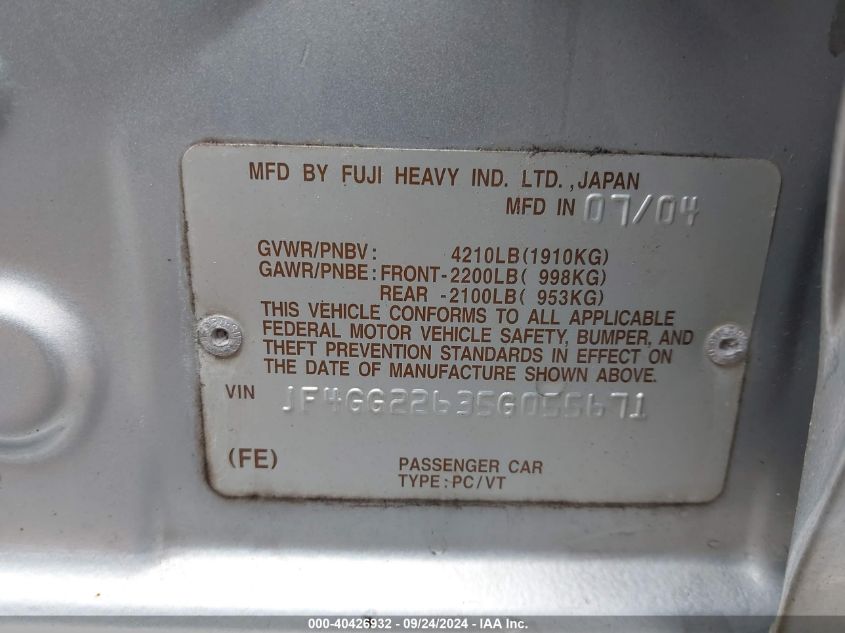 MFD BY FUJI HEAVY IND. LTD., JAPAN
MFD IN 07/04
GVWR/PNBV: 4210LB(1910KG)
GAWR/PNBE: FRONT-2200LB( 998KG)
REAR -2100LB( 953KG)
THIS VEHICLE CONFORMS TO ALL APPLICABLE
FEDERAL MOTOR VEHICLE SAFETY, BUMPER, AND
THEFT PREVENTION STANDARDS IN EFFECT ON
THE DATE OF MANUFACTURE SHOWN ABOVE.
VIN JF4GG22635G055671
(FE) PASSENGER CAR
TYPE: PC/VT
000-40426932 - 09/24/2024 - IAA Inc.